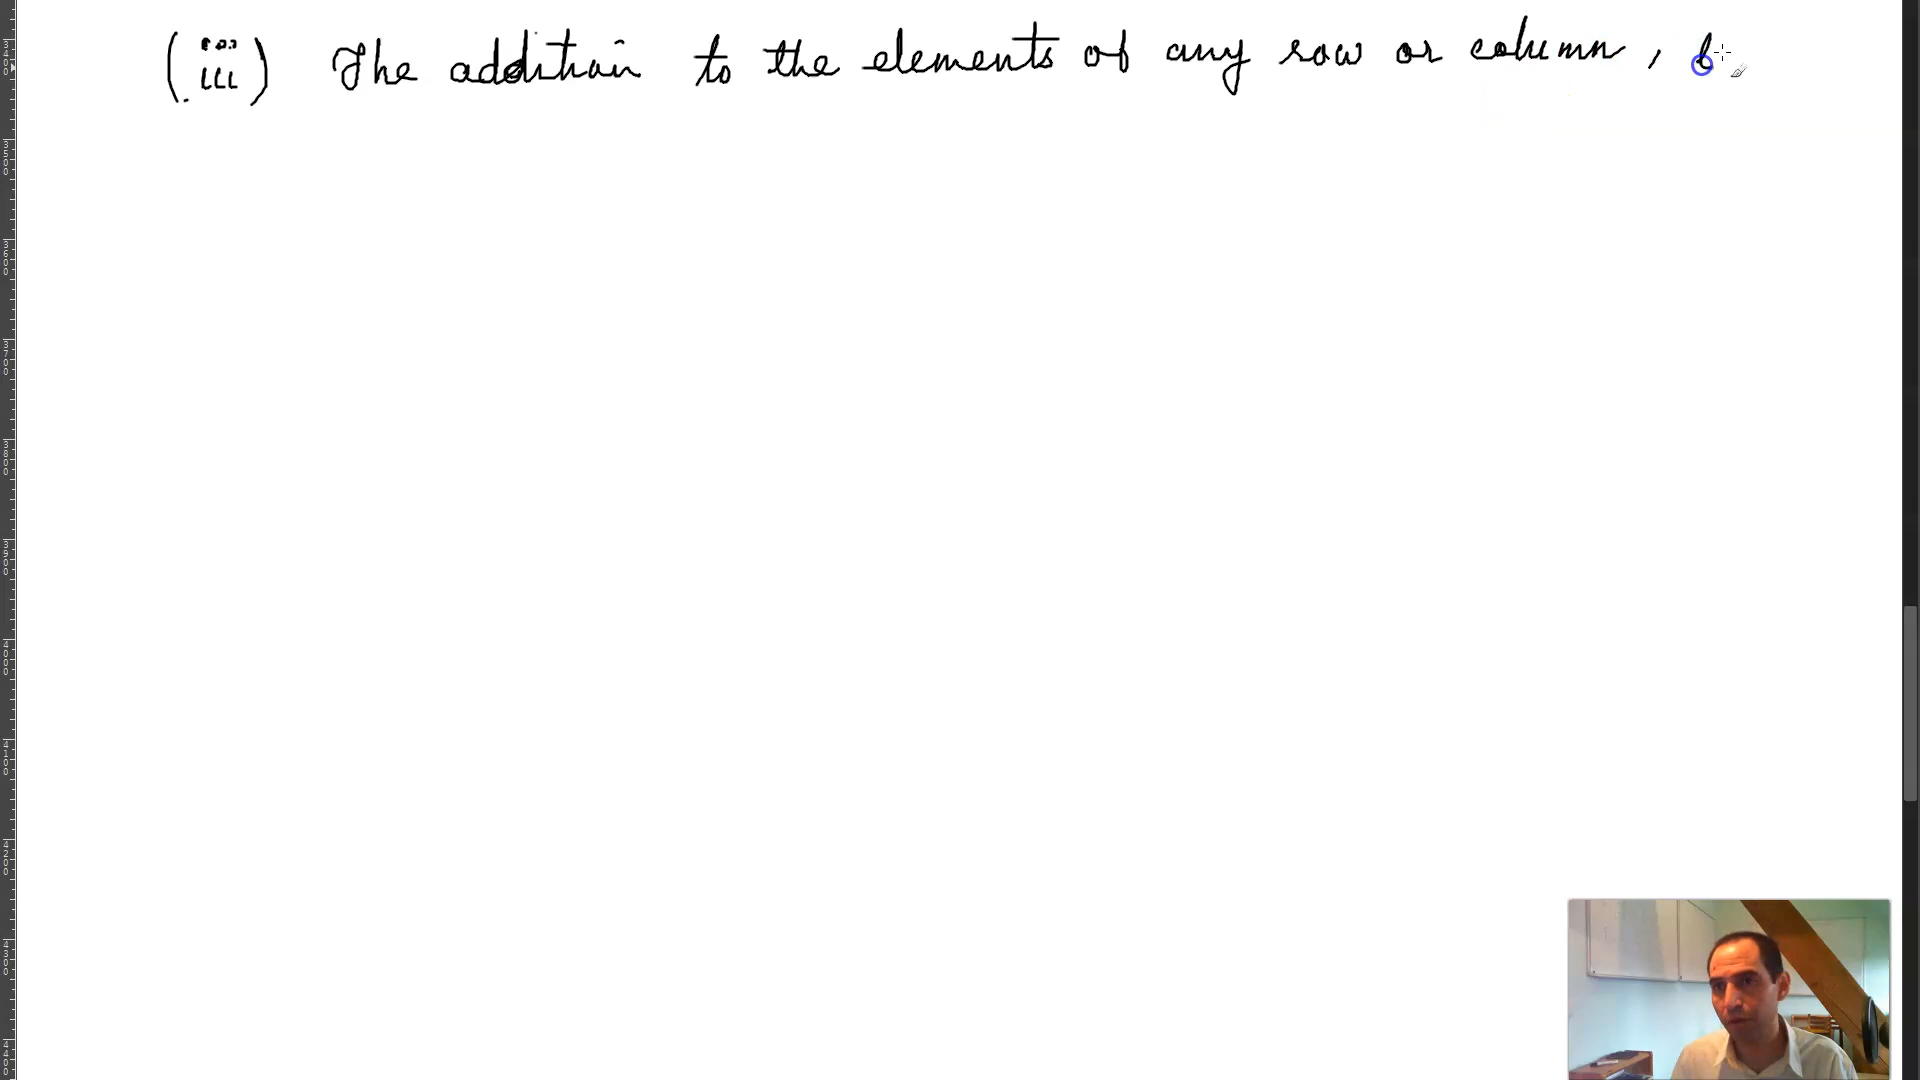 (iii) The addition to the elements of any row or column,